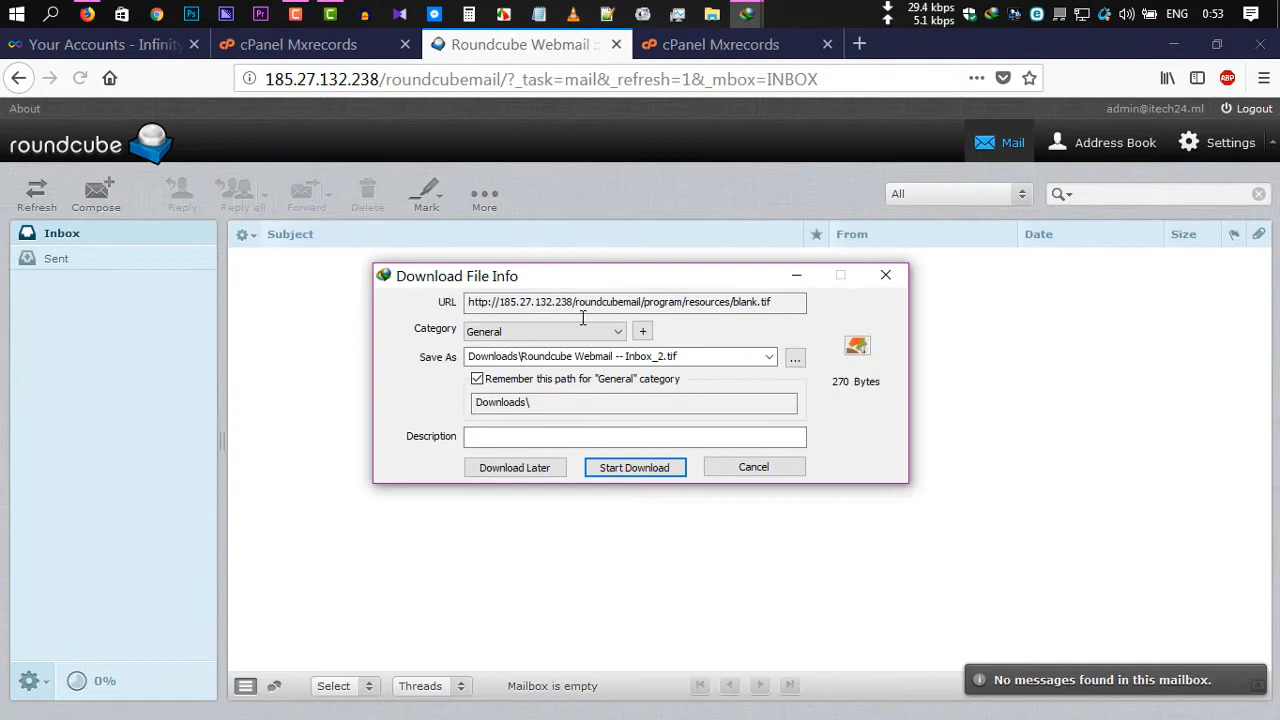 29.4 kbps
5.1 kbps
ENG
0:53
Your Accounts - Infinity
cPanel Mxrecords
Roundcube Webmail ::
cPanel Mxrecords
185.27.132.238/roundcubemail/?_task=mail&_refresh=1&_mbox=INBOX
ABP
About
admin@itech24.ml
Logout
roundcube
Mail
Address Book
Settings
Refresh
Compose
Reply
Reply all
Forward
Delete
Mark
More
All
Inbox
Sent
Subject
From
Date
Size
Download File Info
URL
http://185.27.132.238/roundcubemail/program/resources/blank.tif
Category
General
+
Save As
Downloads\Roundcube Webmail -- Inbox_2.tif
...
270 Bytes
Remember this path for "General" category
Downloads\
Description
Download Later
Start Download
Cancel
0%
Select
Threads
Mailbox is empty
No messages found in this mailbox.